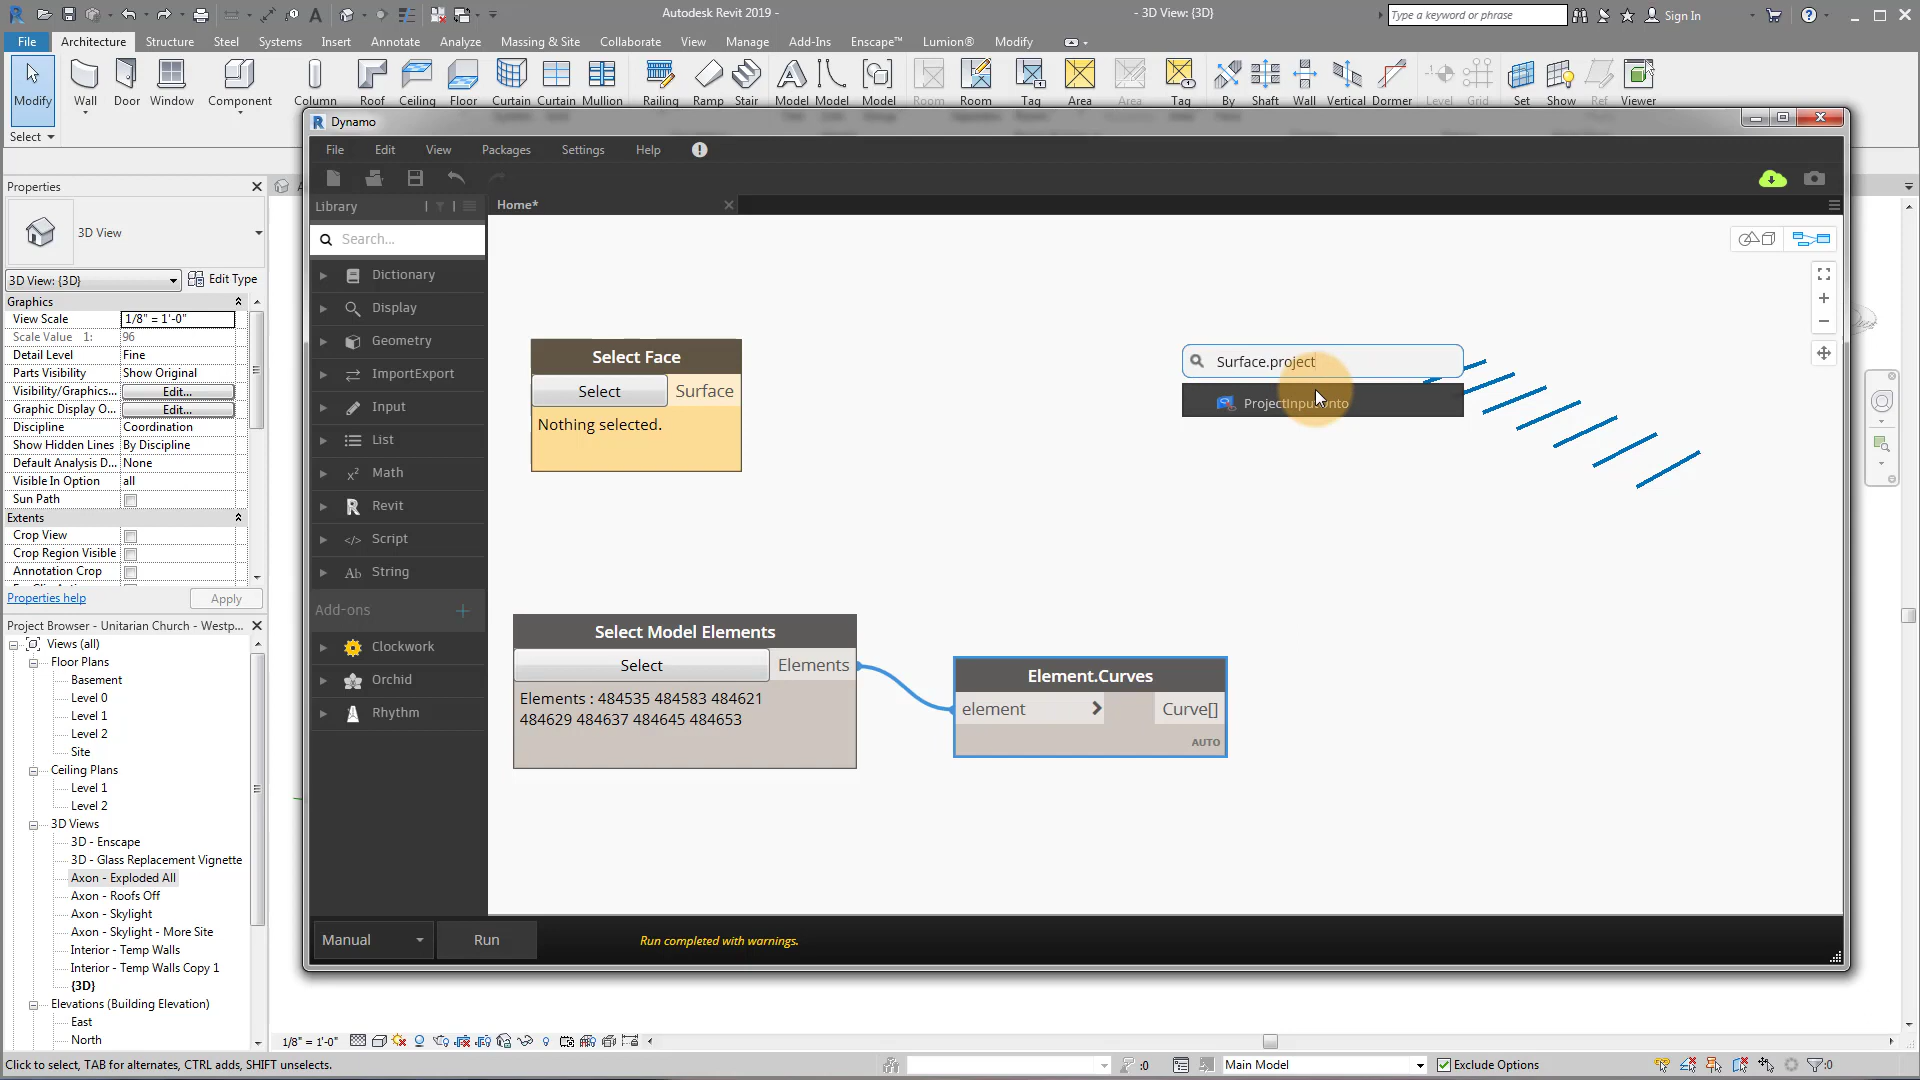 Autodesk Revit 2019 -
- 3D View: {3D}
Type a keyword or phrase
Sign In
File
Architecture
Structure
Steel
Systems
Insert
Annotate
Analyze
Massing & Site
Collaborate
View
Manage
Add-Ins
Enscape™
Lumion®
Modify
Modify
Wall
Door
Window
Component
Column
Roof
Ceiling
Floor
Curtain
Curtain
Mullion
Railing
Ramp
Stair
Model
Model
Model
Room
Room
Tag
Area
Area
Tag
By
Shaft
Wall
Vertical
Dormer
Level
Grid
Set
Show
Ref
Viewer
Select
Properties
3D View
3D View: {3D}
Edit Type
Graphics
View Scale 1/8" = 1'-0"
Scale Value 1: 96
Detail Level Fine
Parts Visibility Show Original
Visibility/Graphics... Edit...
Graphic Display O... Edit...
Discipline Coordination
Show Hidden Lines By Discipline
Default Analysis D... None
Visible In Option all
Sun Path
Extents
Crop View
Crop Region Visible
Annotation Crop
Properties help
Apply
Project Browser - Unitarian Church - Westp...
Views (all)
Floor Plans
Basement
Level 0
Level 1
Level 2
Site
Ceiling Plans
Level 1
Level 2
3D Views
3D - Enscape
3D - Glass Replacement Vignette
Axon - Exploded All
Axon - Roofs Off
Axon - Skylight
Axon - Skylight - More Site
Interior - Temp Walls
Interior - Temp Walls Copy 1
{3D}
Elevations (Building Elevation)
East
North
Dynamo
File
Edit
View
Packages
Settings
Help
Library
Home*
Search...
Dictionary
Display
Geometry
ImportExport
Input
List
Math
Revit
Script
String
Add-ons
Clockwork
Orchid
Rhythm
Select Face
Select
Surface
Nothing selected.
Surface.project
ProjectInputOnto
Select Model Elements
Select
Elements
Elements : 484535 484583 484621
484629 484637 484645 484653
Element.Curves
element
Curve[]
AUTO
Manual
Run
Run completed with warnings.
1/8" = 1'-0"
Click to select, TAB for alternates, CTRL adds, SHIFT unselects.
:0
Main Model
Exclude Options
:0